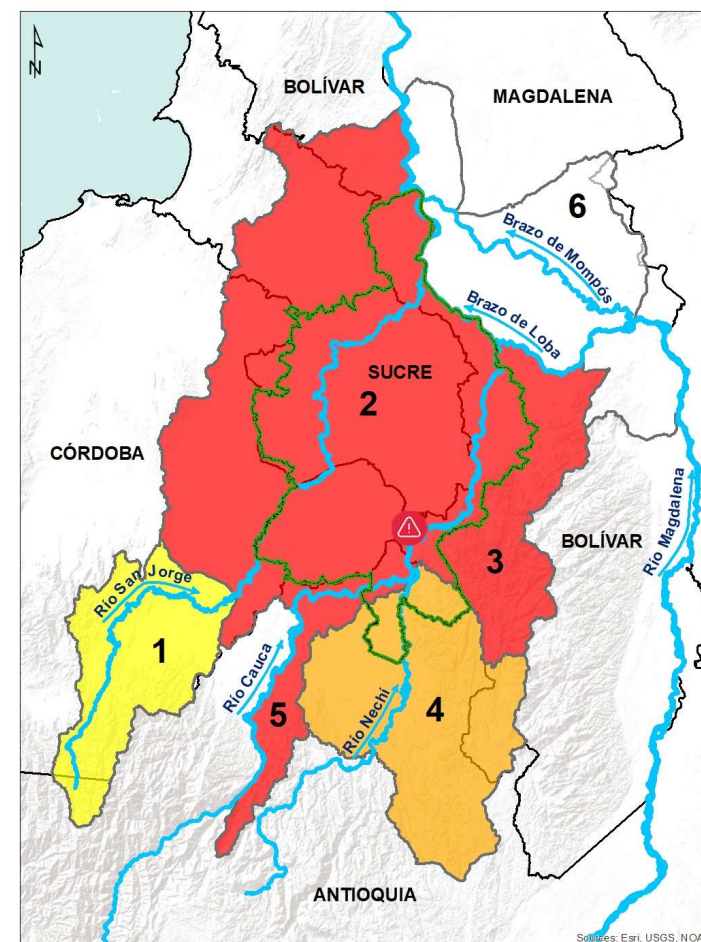 N
BOLÍVAR
MAGDALENA
6
Brazo de Mompós
Brazo de Loba
SUCRE
2
CÓRDOBA
Río Magdalena
BOLÍVAR
3
Río San Jorge
1
Río Cauca
5
Río Nechí
4
ANTIOQUIA
Sources: Esri, USGS, NOA